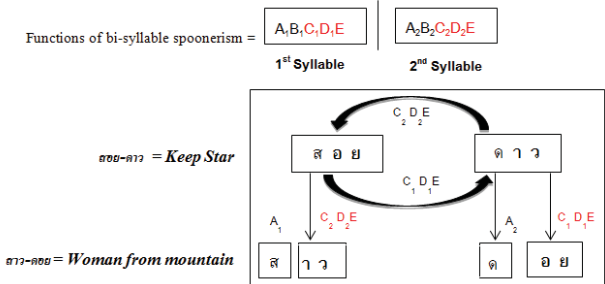 Functions of bi-syllable spoonerism = A₁B₁C₁D₁E A₂B₂C₂D₂E
1st Syllable 2nd Syllable
C₂D₂E
สอย-ดาว = Keep Star ส อ ย ด า ว
C₁D₁E
A₁ C₂D₂E A₂ C₁D₁E
สาว-ดอย = Woman from mountain ส า ว ด อ ย